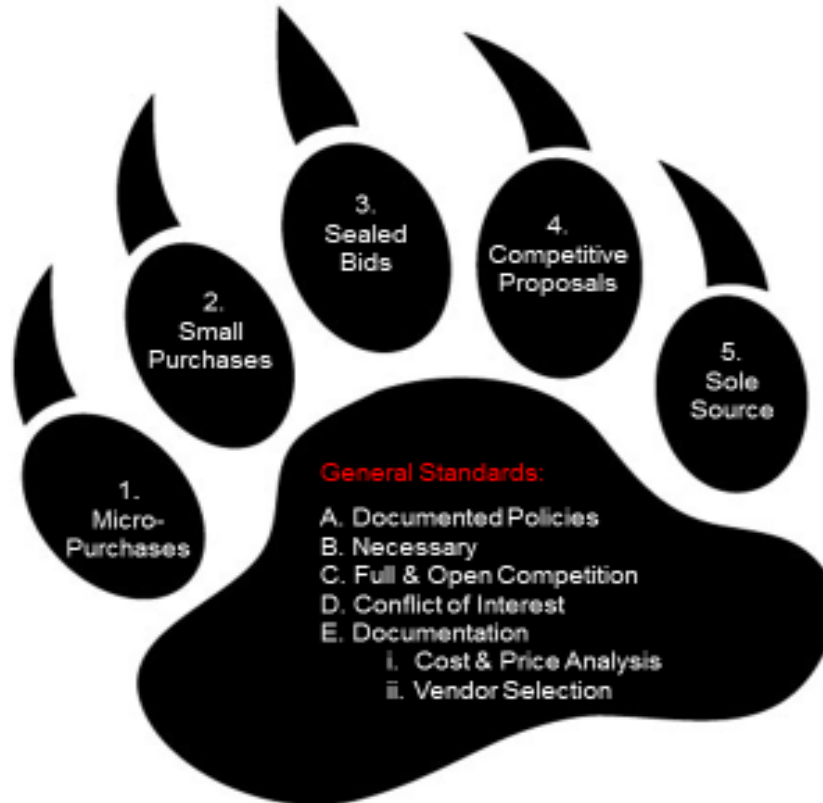 1.
Micro-
Purchases
2.
Small
Purchases
3.
Sealed
Bids
4.
Competitive
Proposals
5.
Sole
Source
General Standards:
A. Documented Policies
B. Necessary
C. Full & Open Competition
D. Conflict of Interest
E. Documentation
i. Cost & Price Analysis
ii. Vendor Selection